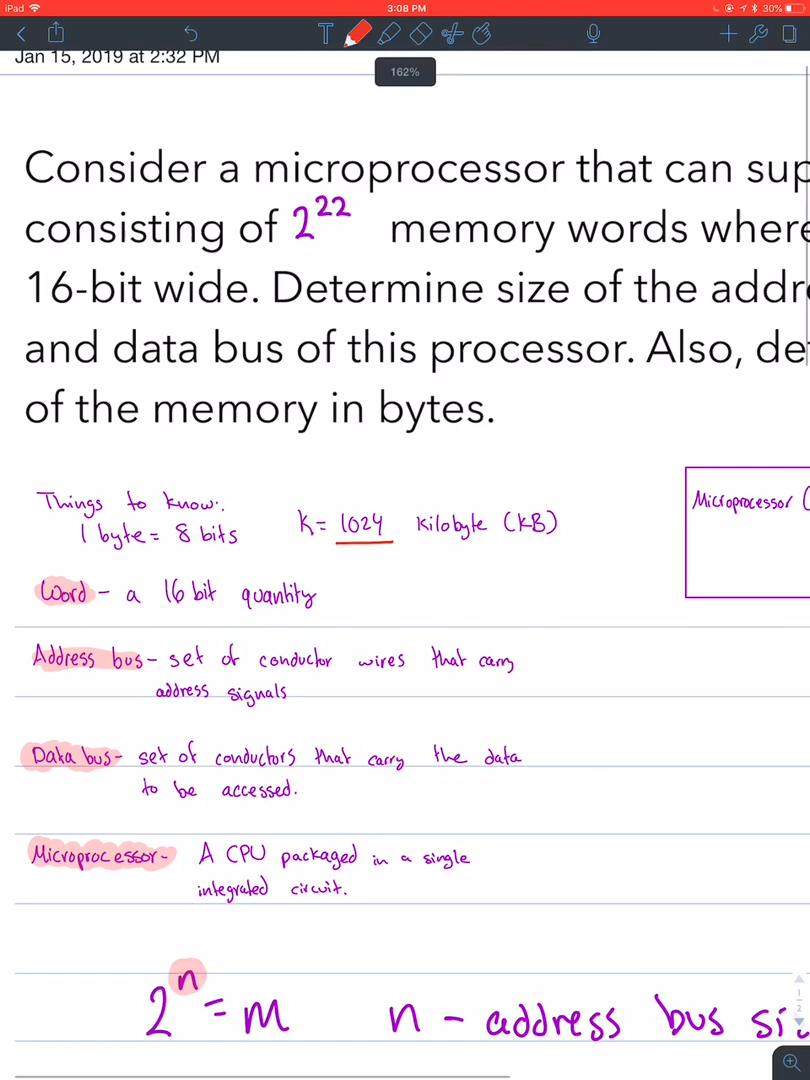 iPad 3:08 PM 30%
T
Jan 15, 2019 at 2:32 PM
162%
Consider a microprocessor that can sup
consisting of 2²² memory words where
16-bit wide. Determine size of the addr
and data bus of this processor. Also, de
of the memory in bytes.
Things to know:
1 byte = 8 bits K = 1024 kilobyte (KB)
Microprocessor (
Word - a 16 bit quantity
Address bus - set of conductor wires that carry
address signals
Data bus - set of conductors that carry the data
to be accessed.
Microprocessor - A CPU packaged in a single
integrated circuit.
2ⁿ = m n - address bus si
1
2